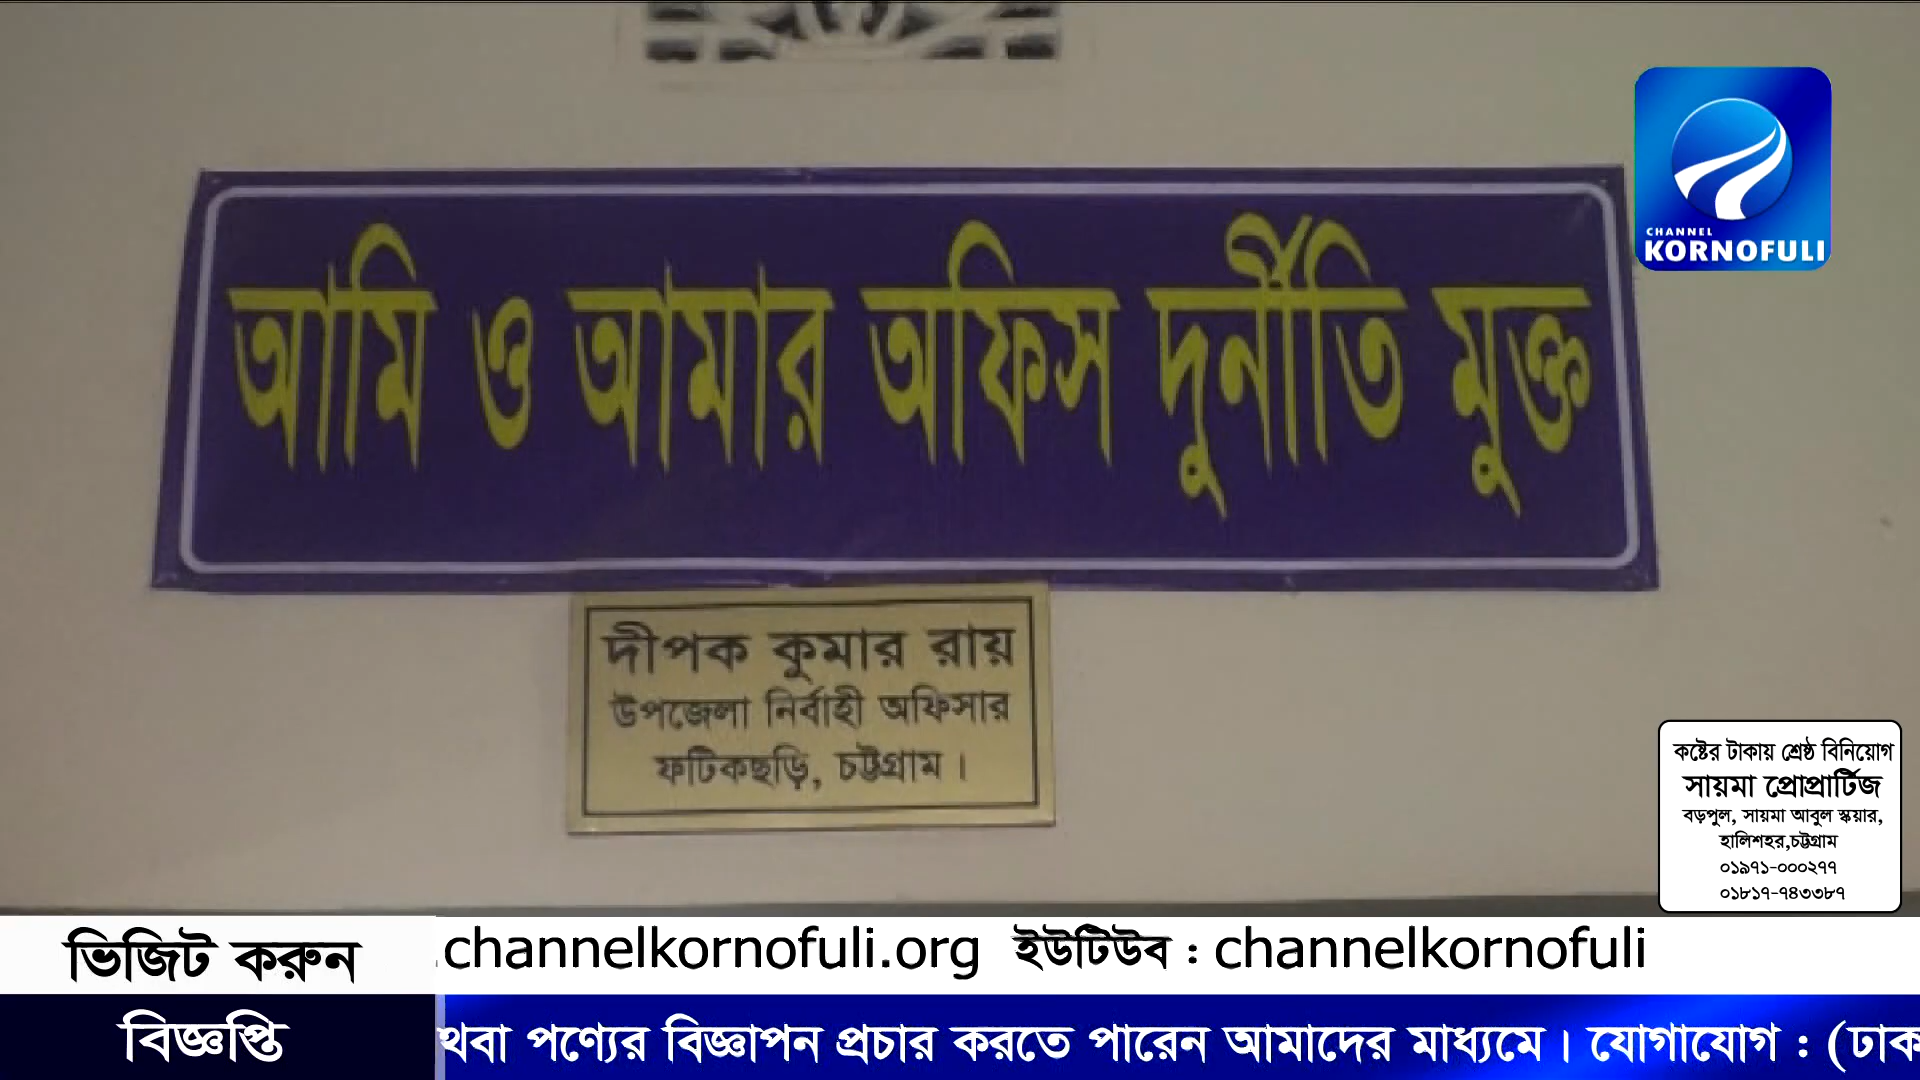 CHANNEL
KORNOFULI
আমি ও আমার অফিস দুর্নীতি মুক্ত
দীপক কুমার রায়
উপজেলা নির্বাহী অফিসার
ফটিকছড়ি, চট্টগ্রাম।
কষ্টের টাকায় শ্রেষ্ঠ বিনিয়োগ
সায়মা প্রোপ্রার্টিজ
বড়পুল, সায়মা আবুল স্কয়ার,
হালিশহর,চট্টগ্রাম
০১৯৭১-০০০২৭৭
০১৮১৭-৭৪৩৩৮৭
ভিজিট করুন .channelkornofuli.org ইউটিউব : channelkornofuli
বিজ্ঞপ্তি থবা পণ্যের বিজ্ঞাপন প্রচার করতে পারেন আমাদের মাধ্যমে। যোগাযোগ : (ঢাক